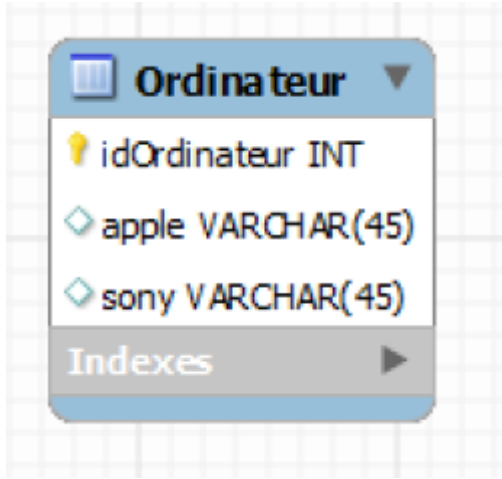 Ordinateur
idOrdinateur INT
apple VARCHAR(45)
sony VARCHAR(45)
Indexes